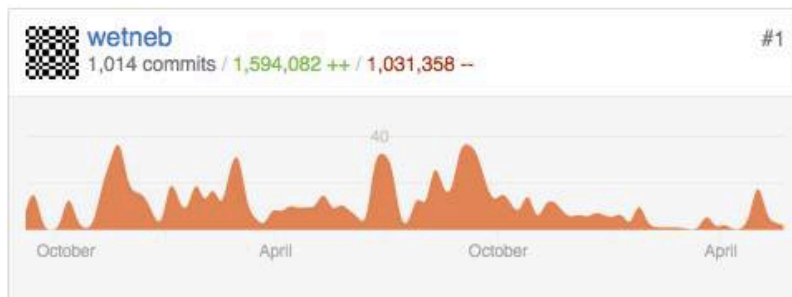 wetneb
#1
1,014 commits / 1,594,082 ++ / 1,031,358 --
40
October April October April